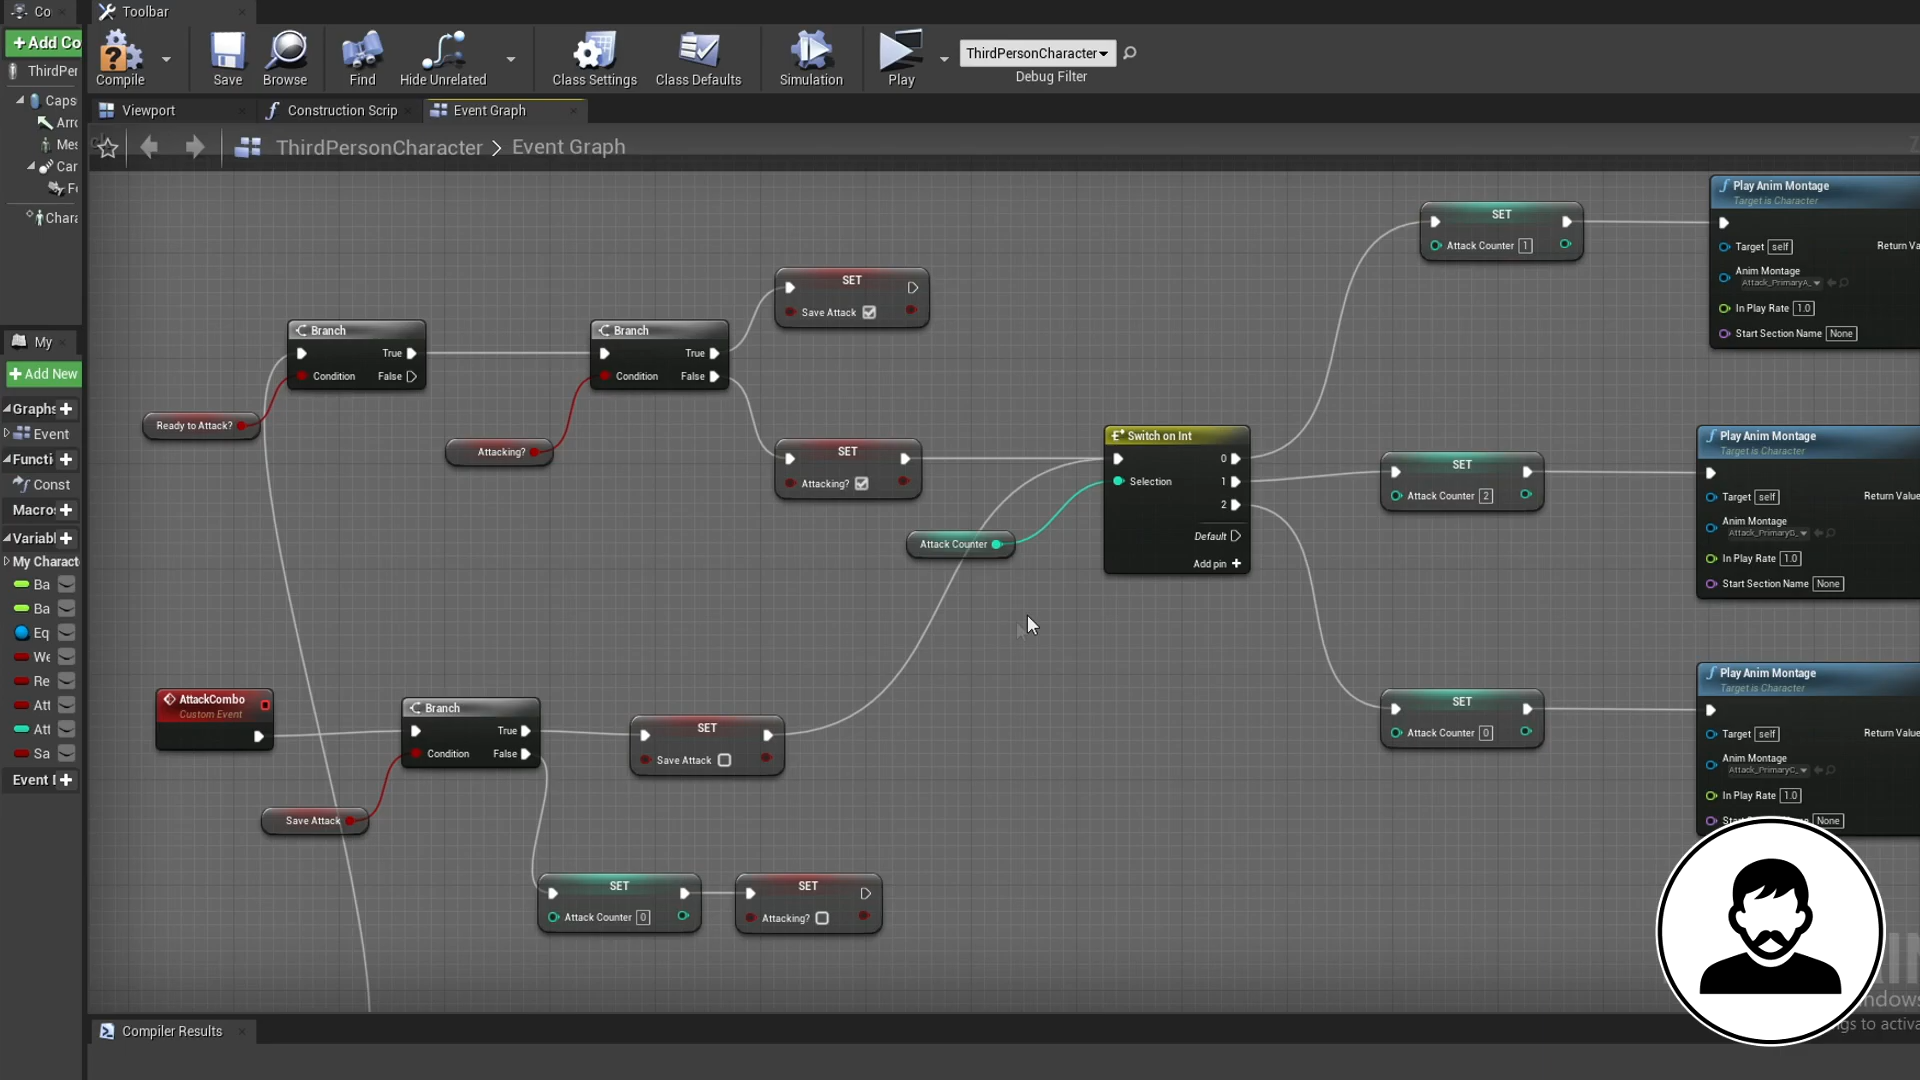 Co
Toolbar
+Add Co
ThirdPer
Caps
Arro
Mes
Car
Fo
Chara
Compile
Save
Browse
Find
Hide Unrelated
Class Settings
Class Defaults
Simulation
Play
ThirdPersonCharacter
Debug Filter
Viewport
Construction Scrip
Event Graph
ThirdPersonCharacter > Event Graph
My
+Add New
Graphs
Event
Functi
Const
Macro
Variabl
My Charact
Ba
Ba
Eq
We
Re
Att
Att
Sa
Event
Branch
True
Condition
False
Ready to Attack?
Branch
True
Condition
False
Attacking?
SET
Save Attack
SET
Attacking?
Attack Counter
Switch on Int
0
Selection
1
2
Default
Add pin +
SET
Attack Counter 1
SET
Attack Counter 2
SET
Attack Counter 0
Play Anim Montage
Target is Character
Target self
Return Va
Anim Montage
Attack_PrimaryA_
In Play Rate 1.0
Start Section Name None
Play Anim Montage
Target is Character
Target self
Return Value
Anim Montage
In Play Rate 1.0
Start Section Name None
Play Anim Montage
Target is Character
Target self
Return Value
Anim Montage
Attack_PrimaryC_
In Play Rate 1.0
None
AttackCombo
Custom Event
Branch
True
Condition
False
Save Attack
SET
Save Attack
SET
Attack Counter 0
SET
Attacking?
Compiler Results
ndows
gs to activa